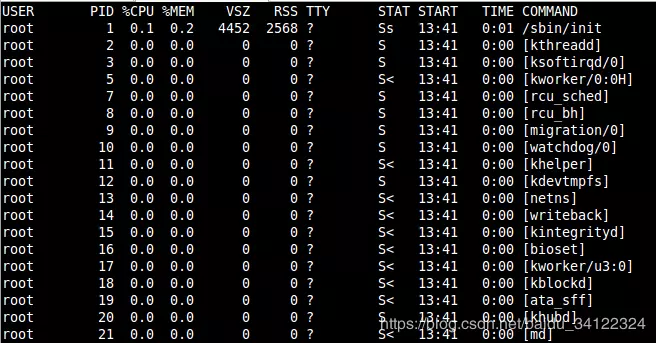 USER PID %CPU %MEM VSZ RSS TTY STAT START TIME COMMAND
root 1 0.1 0.2 4452 2568 ? Ss 13:41 0:01 /sbin/init
root 2 0.0 0.0 0 0 ? S 13:41 0:00 [kthreadd]
root 3 0.0 0.0 0 0 ? S 13:41 0:00 [ksoftirqd/0]
root 5 0.0 0.0 0 0 ? S< 13:41 0:00 [kworker/0:0H]
root 7 0.0 0.0 0 0 ? S 13:41 0:00 [rcu_sched]
root 8 0.0 0.0 0 0 ? S 13:41 0:00 [rcu_bh]
root 9 0.0 0.0 0 0 ? S 13:41 0:00 [migration/0]
root 10 0.0 0.0 0 0 ? S 13:41 0:00 [watchdog/0]
root 11 0.0 0.0 0 0 ? S< 13:41 0:00 [khelper]
root 12 0.0 0.0 0 0 ? S 13:41 0:00 [kdevtmpfs]
root 13 0.0 0.0 0 0 ? S< 13:41 0:00 [netns]
root 14 0.0 0.0 0 0 ? S< 13:41 0:00 [writeback]
root 15 0.0 0.0 0 0 ? S< 13:41 0:00 [kintegrityd]
root 16 0.0 0.0 0 0 ? S< 13:41 0:00 [bioset]
root 17 0.0 0.0 0 0 ? S< 13:41 0:00 [kworker/u3:0]
root 18 0.0 0.0 0 0 ? S< 13:41 0:00 [kblockd]
root 19 0.0 0.0 0 0 ? S< 13:41 0:00 [ata_sff]
root 20 0.0 0.0 0 0 ? S 13:41 0:00 [khubd]
https://blog.csdn.net/baidu_34122324
root 21 0.0 0.0 0 0 ? S< 13:41 0:00 [md]